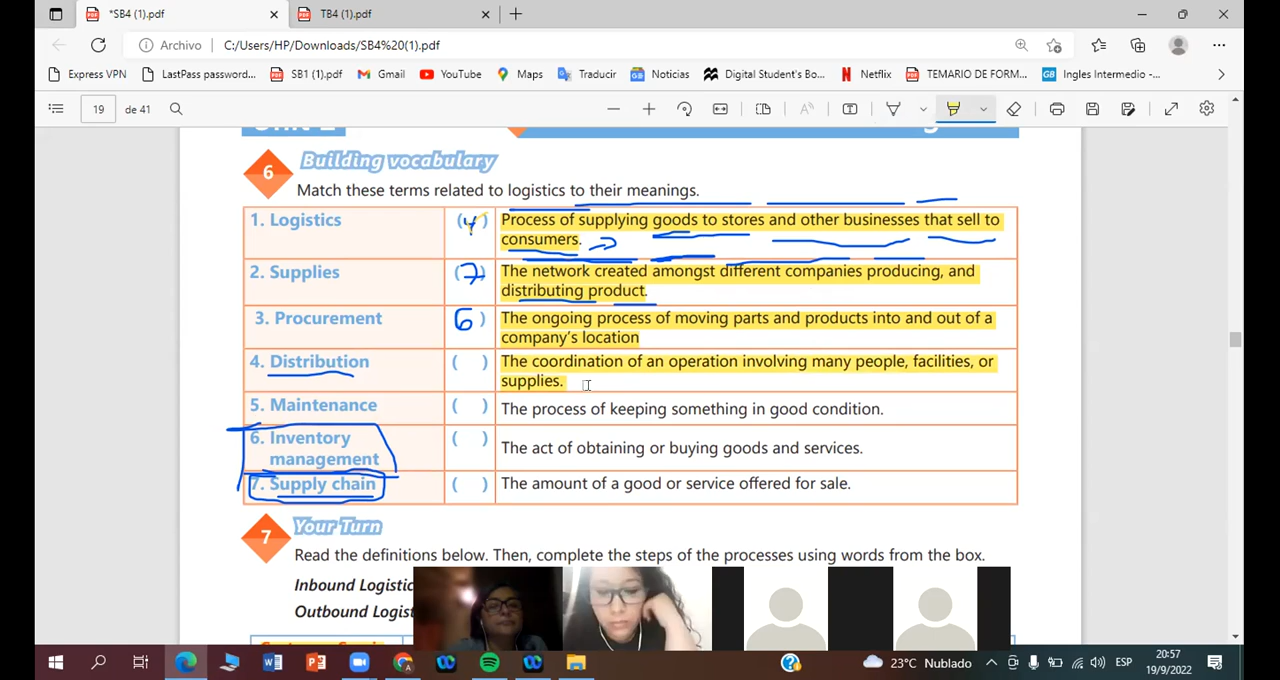 *SB4 (1).pdf
TB4 (1).pdf
Archivo
C:/Users/HP/Downloads/SB4%20(1).pdf
Express VPN
LastPass password...
SB1 (1).pdf
Gmail
YouTube
Maps
Traducir
Noticias
Digital Student's Bo...
Netflix
TEMARIO DE FORM...
Ingles Intermedio -...
19
de 41
6
Building vocabulary
Match these terms related to logistics to their meanings.
1. Logistics
(4)
Process of supplying goods to stores and other businesses that sell to
consumers.
2. Supplies
(7)
The network created amongst different companies producing, and
distributing product.
3. Procurement
6 )
The ongoing process of moving parts and products into and out of a
company's location
4. Distribution
( )
The coordination of an operation involving many people, facilities, or
supplies.
5. Maintenance
( )
The process of keeping something in good condition.
6. Inventory
management
( )
The act of obtaining or buying goods and services.
7. Supply chain
( )
The amount of a good or service offered for sale.
7
Your Turn
Read the definitions below. Then, complete the steps of the processes using words from the box.
Inbound Logistic
Outbound Logist
23°C Nublado
ESP
20:57
19/9/2022